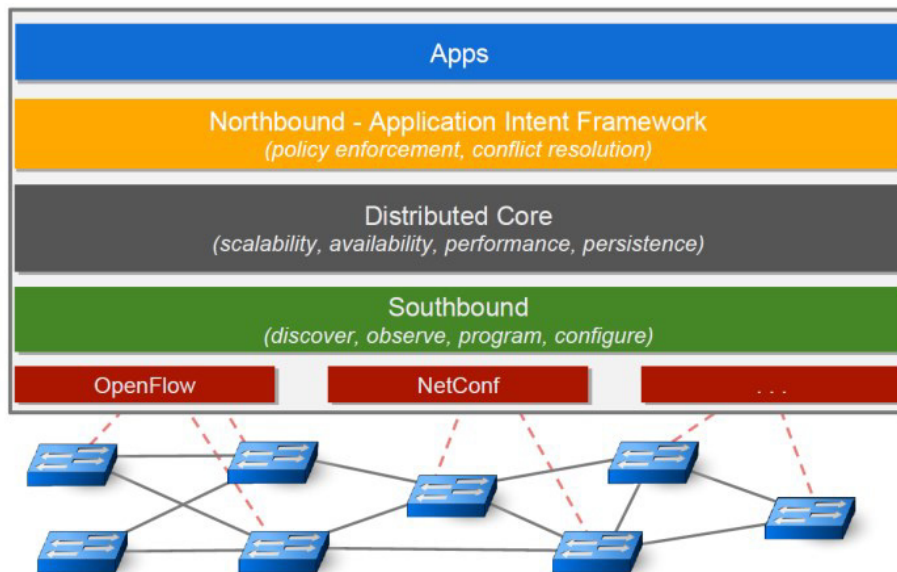 Apps
Northbound - Application Intent Framework
(policy enforcement, conflict resolution)
Distributed Core
(scalability, availability, performance, persistence)
Southbound
(discover, observe, program, configure)
OpenFlow
NetConf
. . .